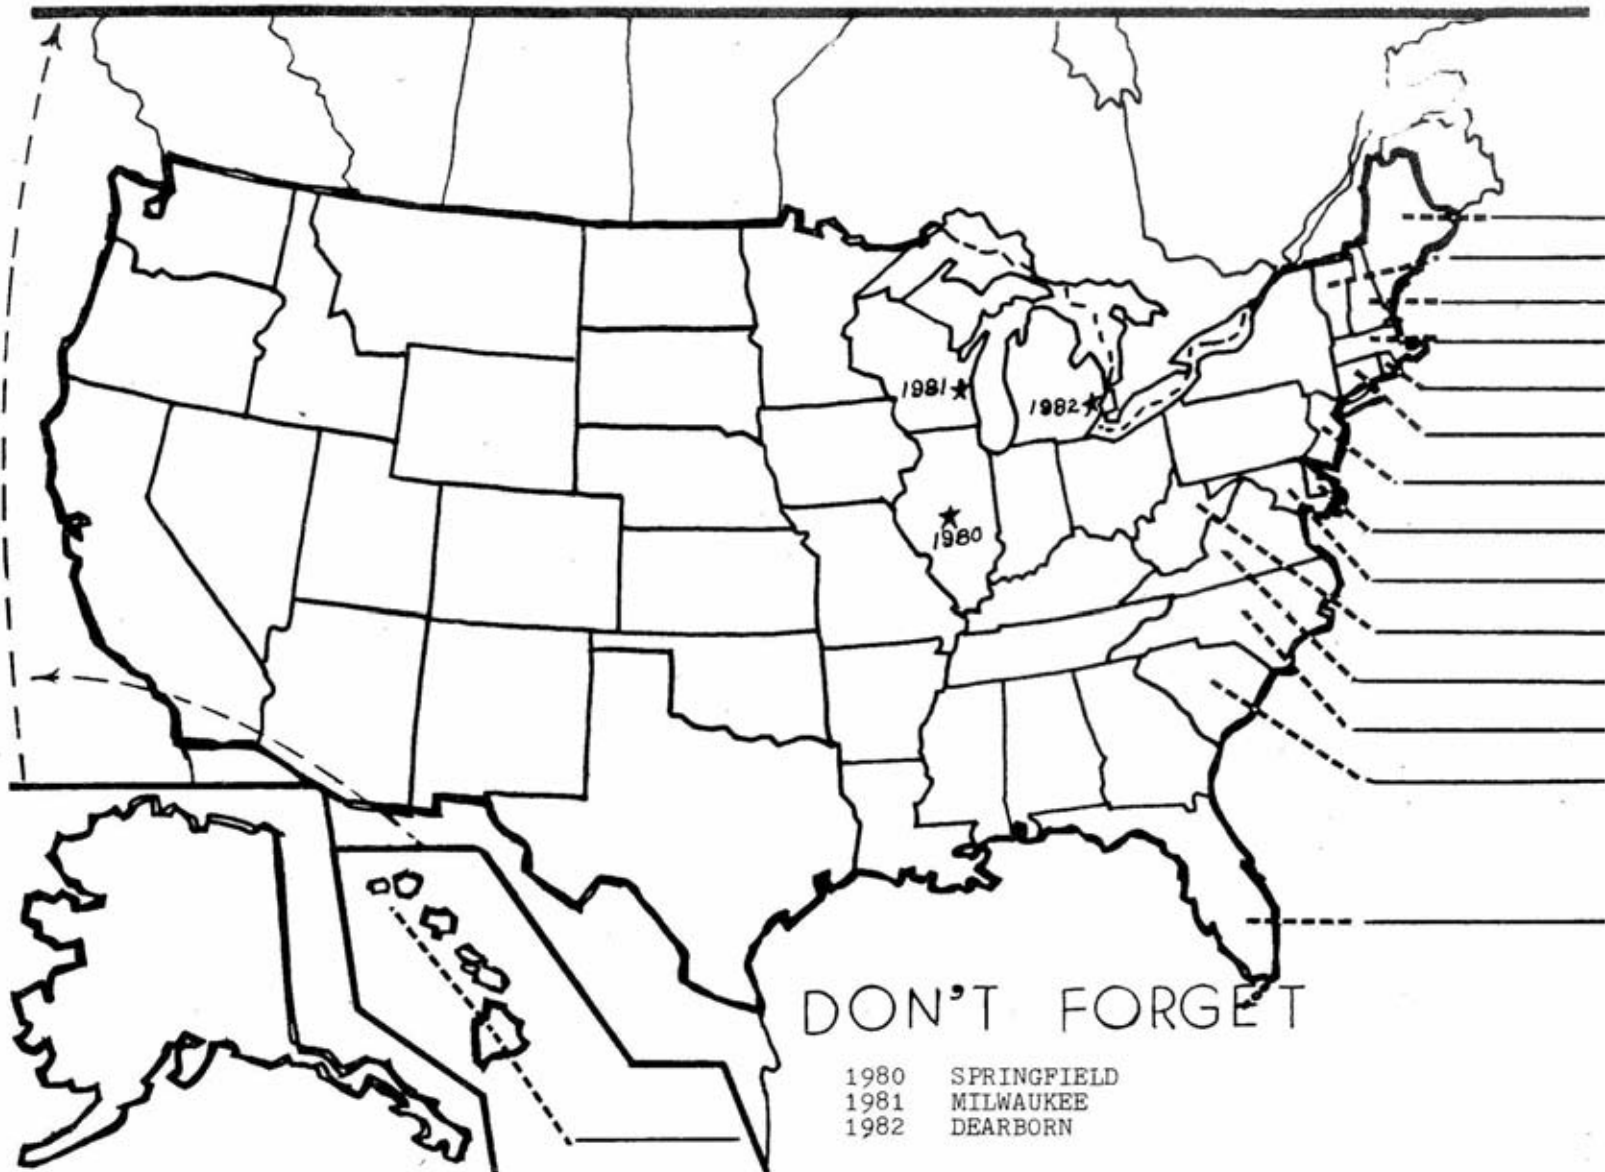 1981
1982
1980
DON'T FORGET
1980 SPRINGFIELD
1981 MILWAUKEE
1982 DEARBORN